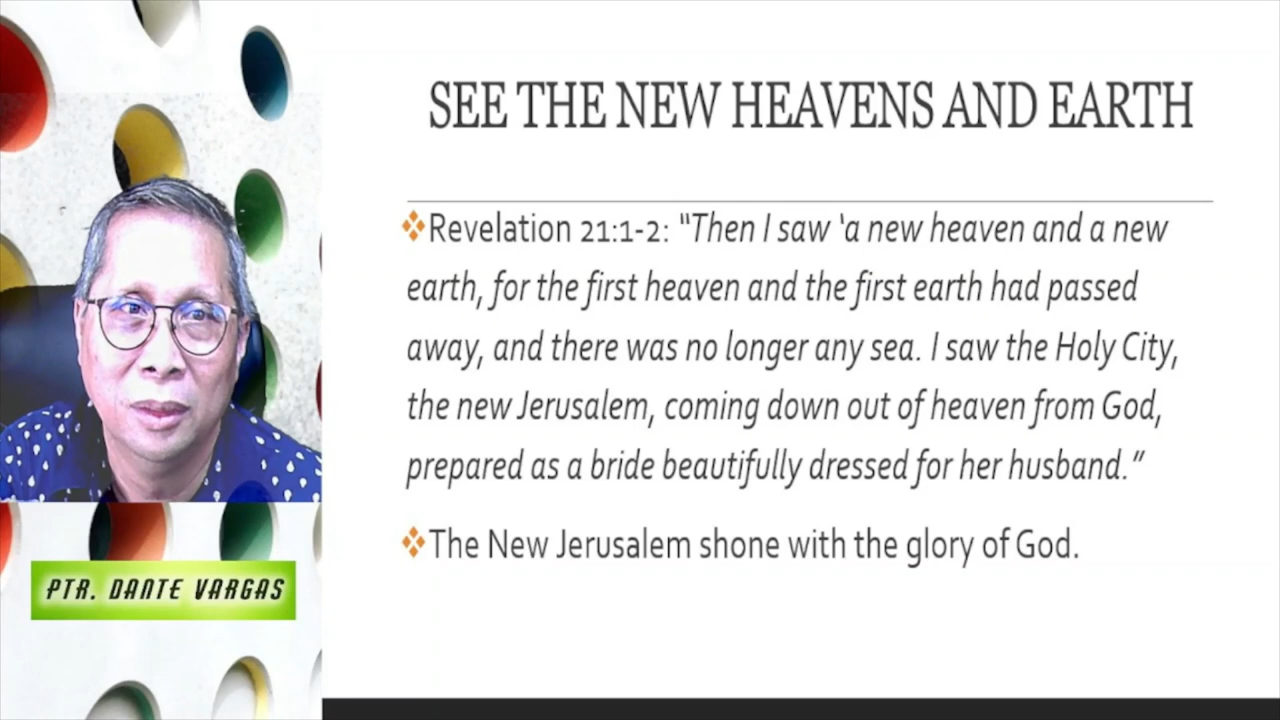 SEE THE NEW HEAVENS AND EARTH
Revelation 21:1-2: “Then I saw ‘a new heaven and a new
earth, for the first heaven and the first earth had passed
away, and there was no longer any sea. I saw the Holy City,
the new Jerusalem, coming down out of heaven from God,
prepared as a bride beautifully dressed for her husband.”
The New Jerusalem shone with the glory of God.
PTR. DANTE VARGAS